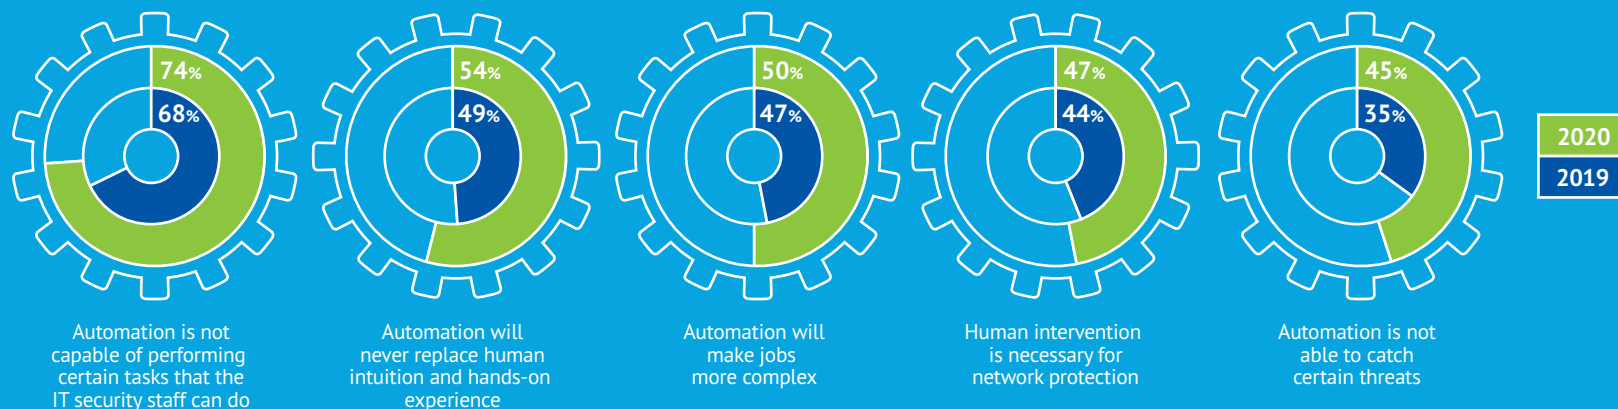 74%
68%
Automation is not
capable of performing
certain tasks that the
IT security staff can do
54%
49%
Automation will
never replace human
intuition and hands-on
experience
50%
47%
Automation will
make jobs
more complex
47%
44%
Human intervention
is necessary for
network protection
45%
35%
Automation is not
able to catch
certain threats
2020
2019